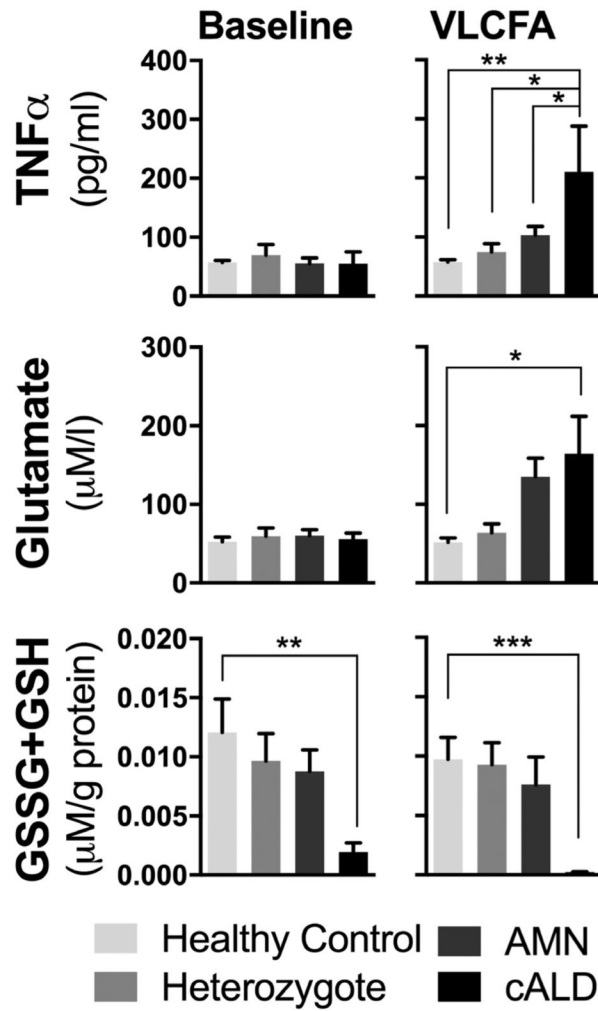 Baseline VLCFA
TNFα
(pg/ml)
400
300
200
100
0
**
*
*
Glutamate
(μM/l)
300
200
100
0
*
GSSG+GSH
(μM/g protein)
0.020
0.015
0.010
0.005
0.000
**
***
Healthy Control AMN
Heterozygote cALD